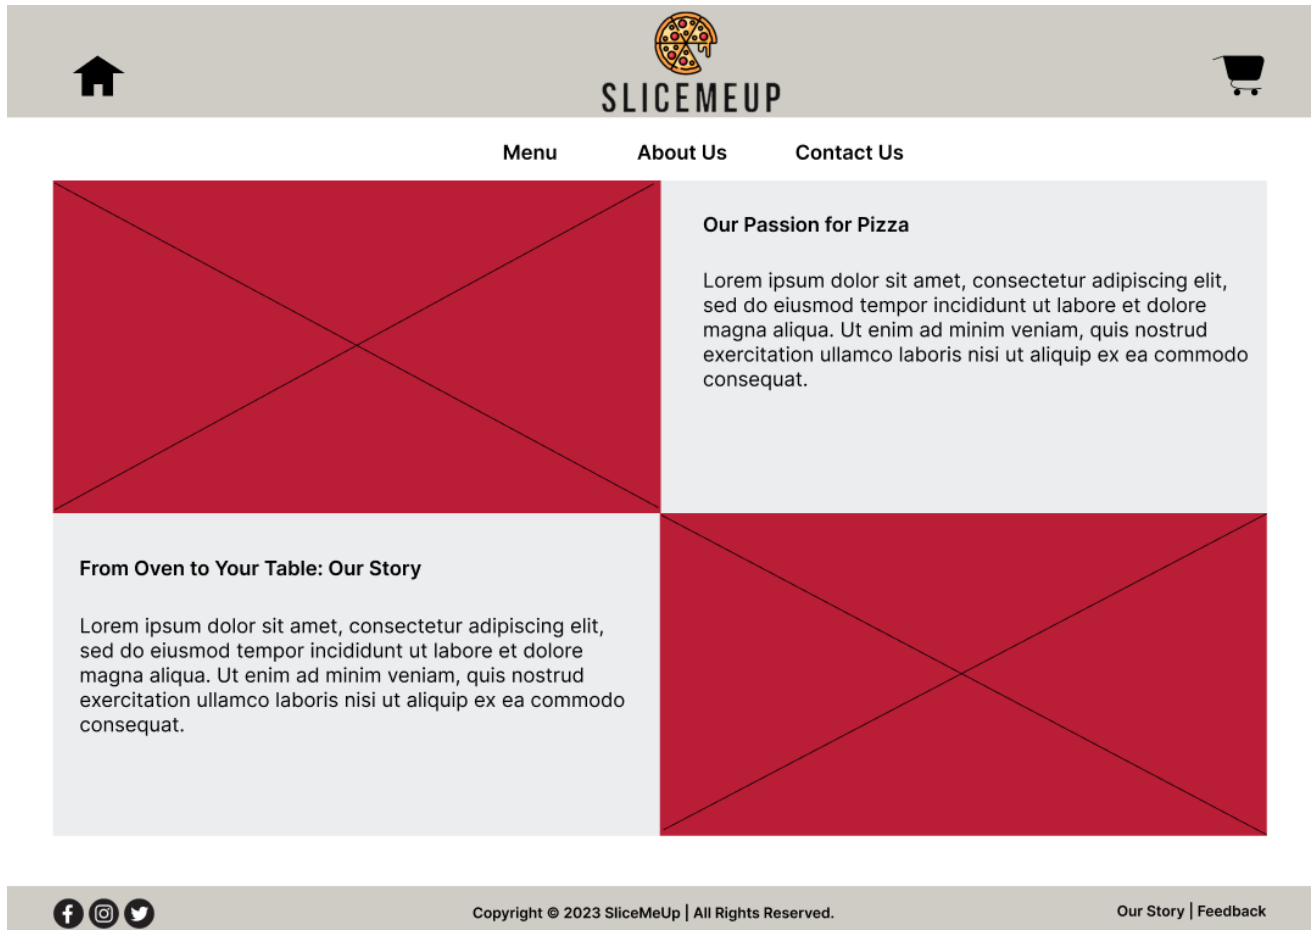 SLICEMEUP
Menu About Us Contact Us
Our Passion for Pizza
Lorem ipsum dolor sit amet, consectetur adipiscing elit,
sed do eiusmod tempor incididunt ut labore et dolore
magna aliqua. Ut enim ad minim veniam, quis nostrud
exercitation ullamco laboris nisi ut aliquip ex ea commodo
consequat.
From Oven to Your Table: Our Story
Lorem ipsum dolor sit amet, consectetur adipiscing elit,
sed do eiusmod tempor incididunt ut labore et dolore
magna aliqua. Ut enim ad minim veniam, quis nostrud
exercitation ullamco laboris nisi ut aliquip ex ea commodo
consequat.
Copyright © 2023 SliceMeUp | All Rights Reserved.
Our Story | Feedback